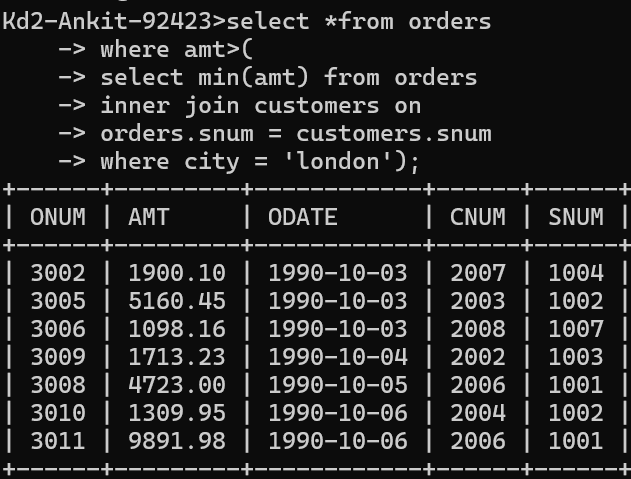 Kd2-Ankit-92423>select *from orders
    -> where amt>(
    -> select min(amt) from orders
    -> inner join customers on
    -> orders.snum = customers.snum
    -> where city = 'london');
+------+---------+------------+------+------+
| ONUM | AMT     | ODATE      | CNUM | SNUM |
+------+---------+------------+------+------+
| 3002 | 1900.10 | 1990-10-03 | 2007 | 1004 |
| 3005 | 5160.45 | 1990-10-03 | 2003 | 1002 |
| 3006 | 1098.16 | 1990-10-03 | 2008 | 1007 |
| 3009 | 1713.23 | 1990-10-04 | 2002 | 1003 |
| 3008 | 4723.00 | 1990-10-05 | 2006 | 1001 |
| 3010 | 1309.95 | 1990-10-06 | 2004 | 1002 |
| 3011 | 9891.98 | 1990-10-06 | 2006 | 1001 |
+------+---------+------------+------+------+